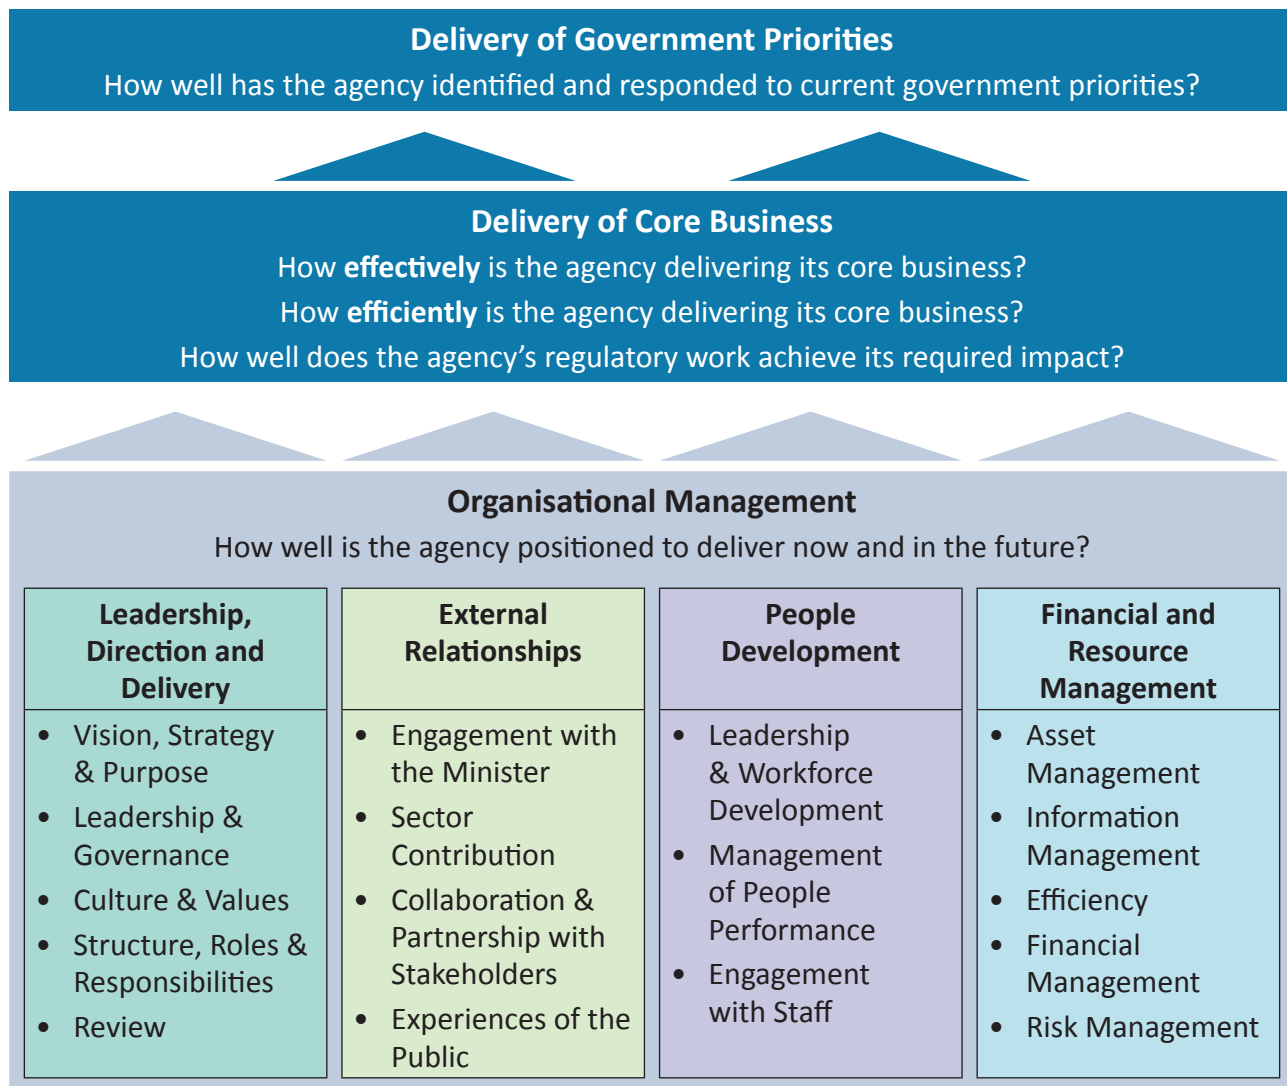 Delivery of Government Priorities
How well has the agency identified and responded to current government priorities?
Delivery of Core Business
How effectively is the agency delivering its core business?
How efficiently is the agency delivering its core business?
How well does the agency’s regulatory work achieve its required impact?
Organisational Management
How well is the agency positioned to deliver now and in the future?
Leadership,
Direction and
Delivery
• Vision, Strategy
& Purpose
• Leadership &
Governance
• Culture & Values
• Structure, Roles &
Responsibilities
• Review
External
Relationships
• Engagement with
the Minister
• Sector
Contribution
• Collaboration &
Partnership with
Stakeholders
• Experiences of the
Public
People
Development
• Leadership
& Workforce
Development
• Management
of People
Performance
• Engagement
with Staff
Financial and
Resource
Management
• Asset
Management
• Information
Management
• Efficiency
• Financial
Management
• Risk Management